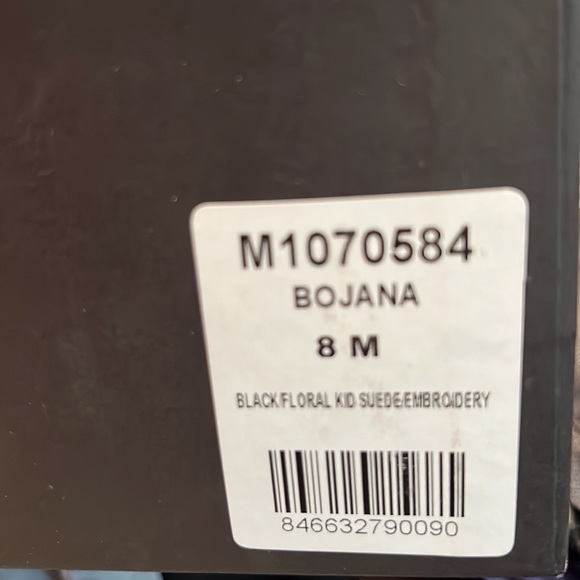 M1070584
BOJANA
8 M
BLACK/FLORAL KID SUEDE/EMBROIDERY
846632790090